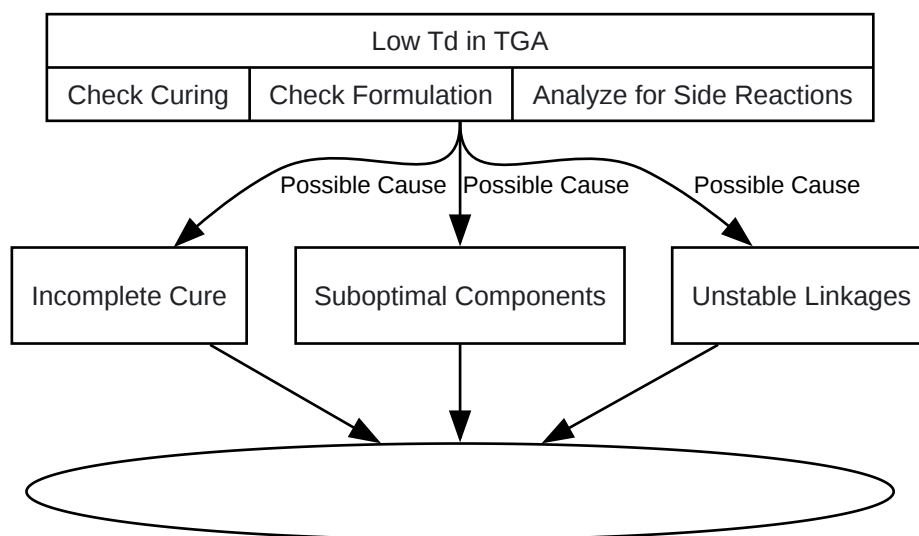 Low Td in TGA
Check Curing
Check Formulation
Analyze for Side Reactions
Possible Cause
Possible Cause
Possible Cause
Incomplete Cure
Suboptimal Components
Unstable Linkages